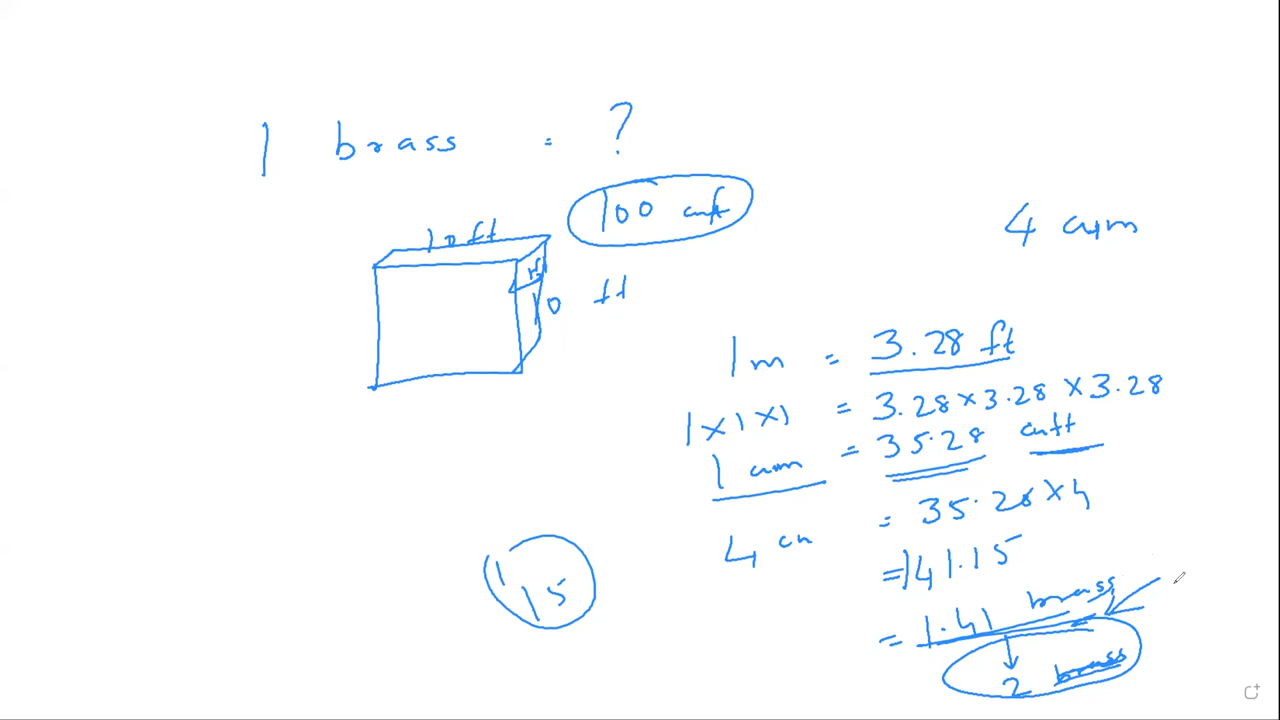 1 brass = ?
100 cuft
10 ft
1ft
10 ft
4 cum
1m = 3.28 ft
1 x 1 x 1 = 3.28 x 3.28 x 3.28
1 cum = 35.28 cuft
4 cu = 35.28 x 4
= 141.15
= 1.41 brass
2 brass